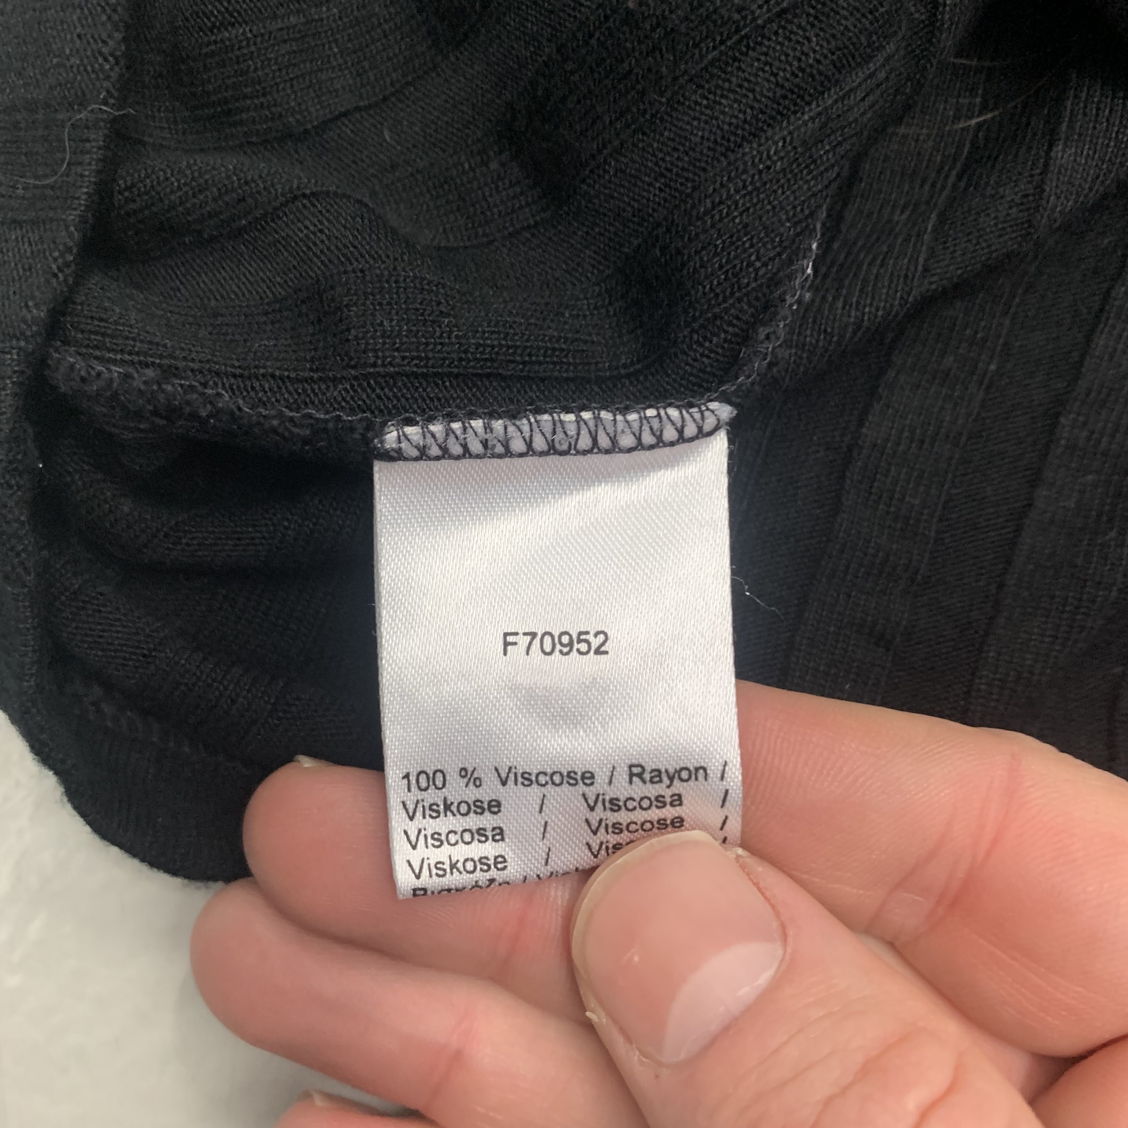 F70952
100 % Viscose / Rayon /
Viskose / Viscosa /
Viscosa / Viscose /
Viskose /